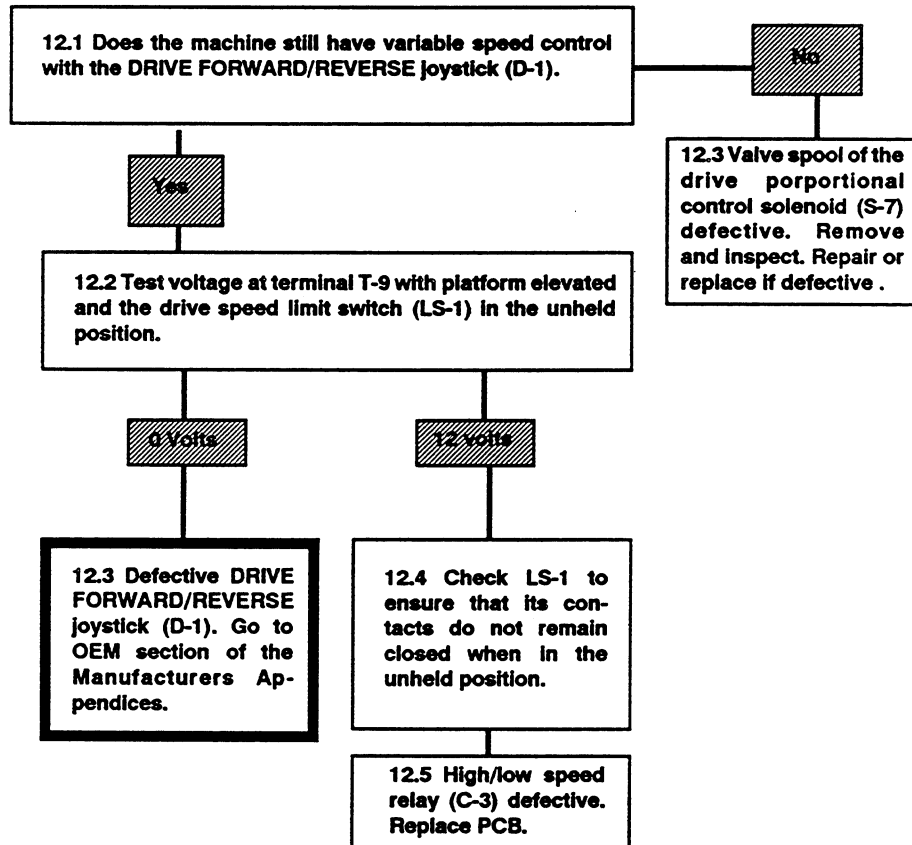 12.1 Does the machine still have variable speed control
with the DRIVE FORWARD/REVERSE joystick (D-1).
No
12.3 Valve spool of the
drive porportional
control solenoid (S-7)
defective. Remove
and inspect. Repair or
replace if defective .
Yes
12.2 Test voltage at terminal T-9 with platform elevated
and the drive speed limit switch (LS-1) in the unheld
position.
0 Volts
12 volts
12.3 Defective DRIVE
FORWARD/REVERSE
joystick (D-1). Go to
OEM section of the
Manufacturers Ap-
pendices.
12.4 Check LS-1 to
ensure that its con-
tacts do not remain
closed when in the
unheld position.
12.5 High/low speed
relay (C-3) defective.
Replace PCB.